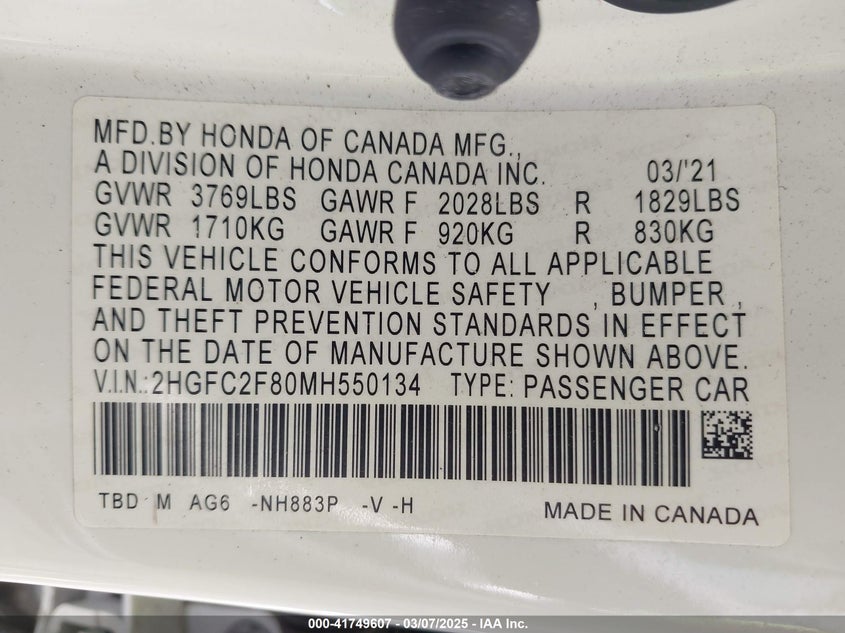 MFD.BY HONDA OF CANADA MFG.,
A DIVISION OF HONDA CANADA INC. 03/'21
GVWR 3769LBS GAWR F 2028LBS R 1829LBS
GVWR 1710KG GAWR F 920KG R 830KG
THIS VEHICLE CONFORMS TO ALL APPLICABLE
FEDERAL MOTOR VEHICLE SAFETY , BUMPER ,
AND THEFT PREVENTION STANDARDS IN EFFECT
ON THE DATE OF MANUFACTURE SHOWN ABOVE.
V.I.N.:2HGFC2F80MH550134 TYPE: PASSENGER CAR
TBD M AG6 -NH883P -V -H
MADE IN CANADA
000-41749607 - 03/07/2025 - IAA Inc.